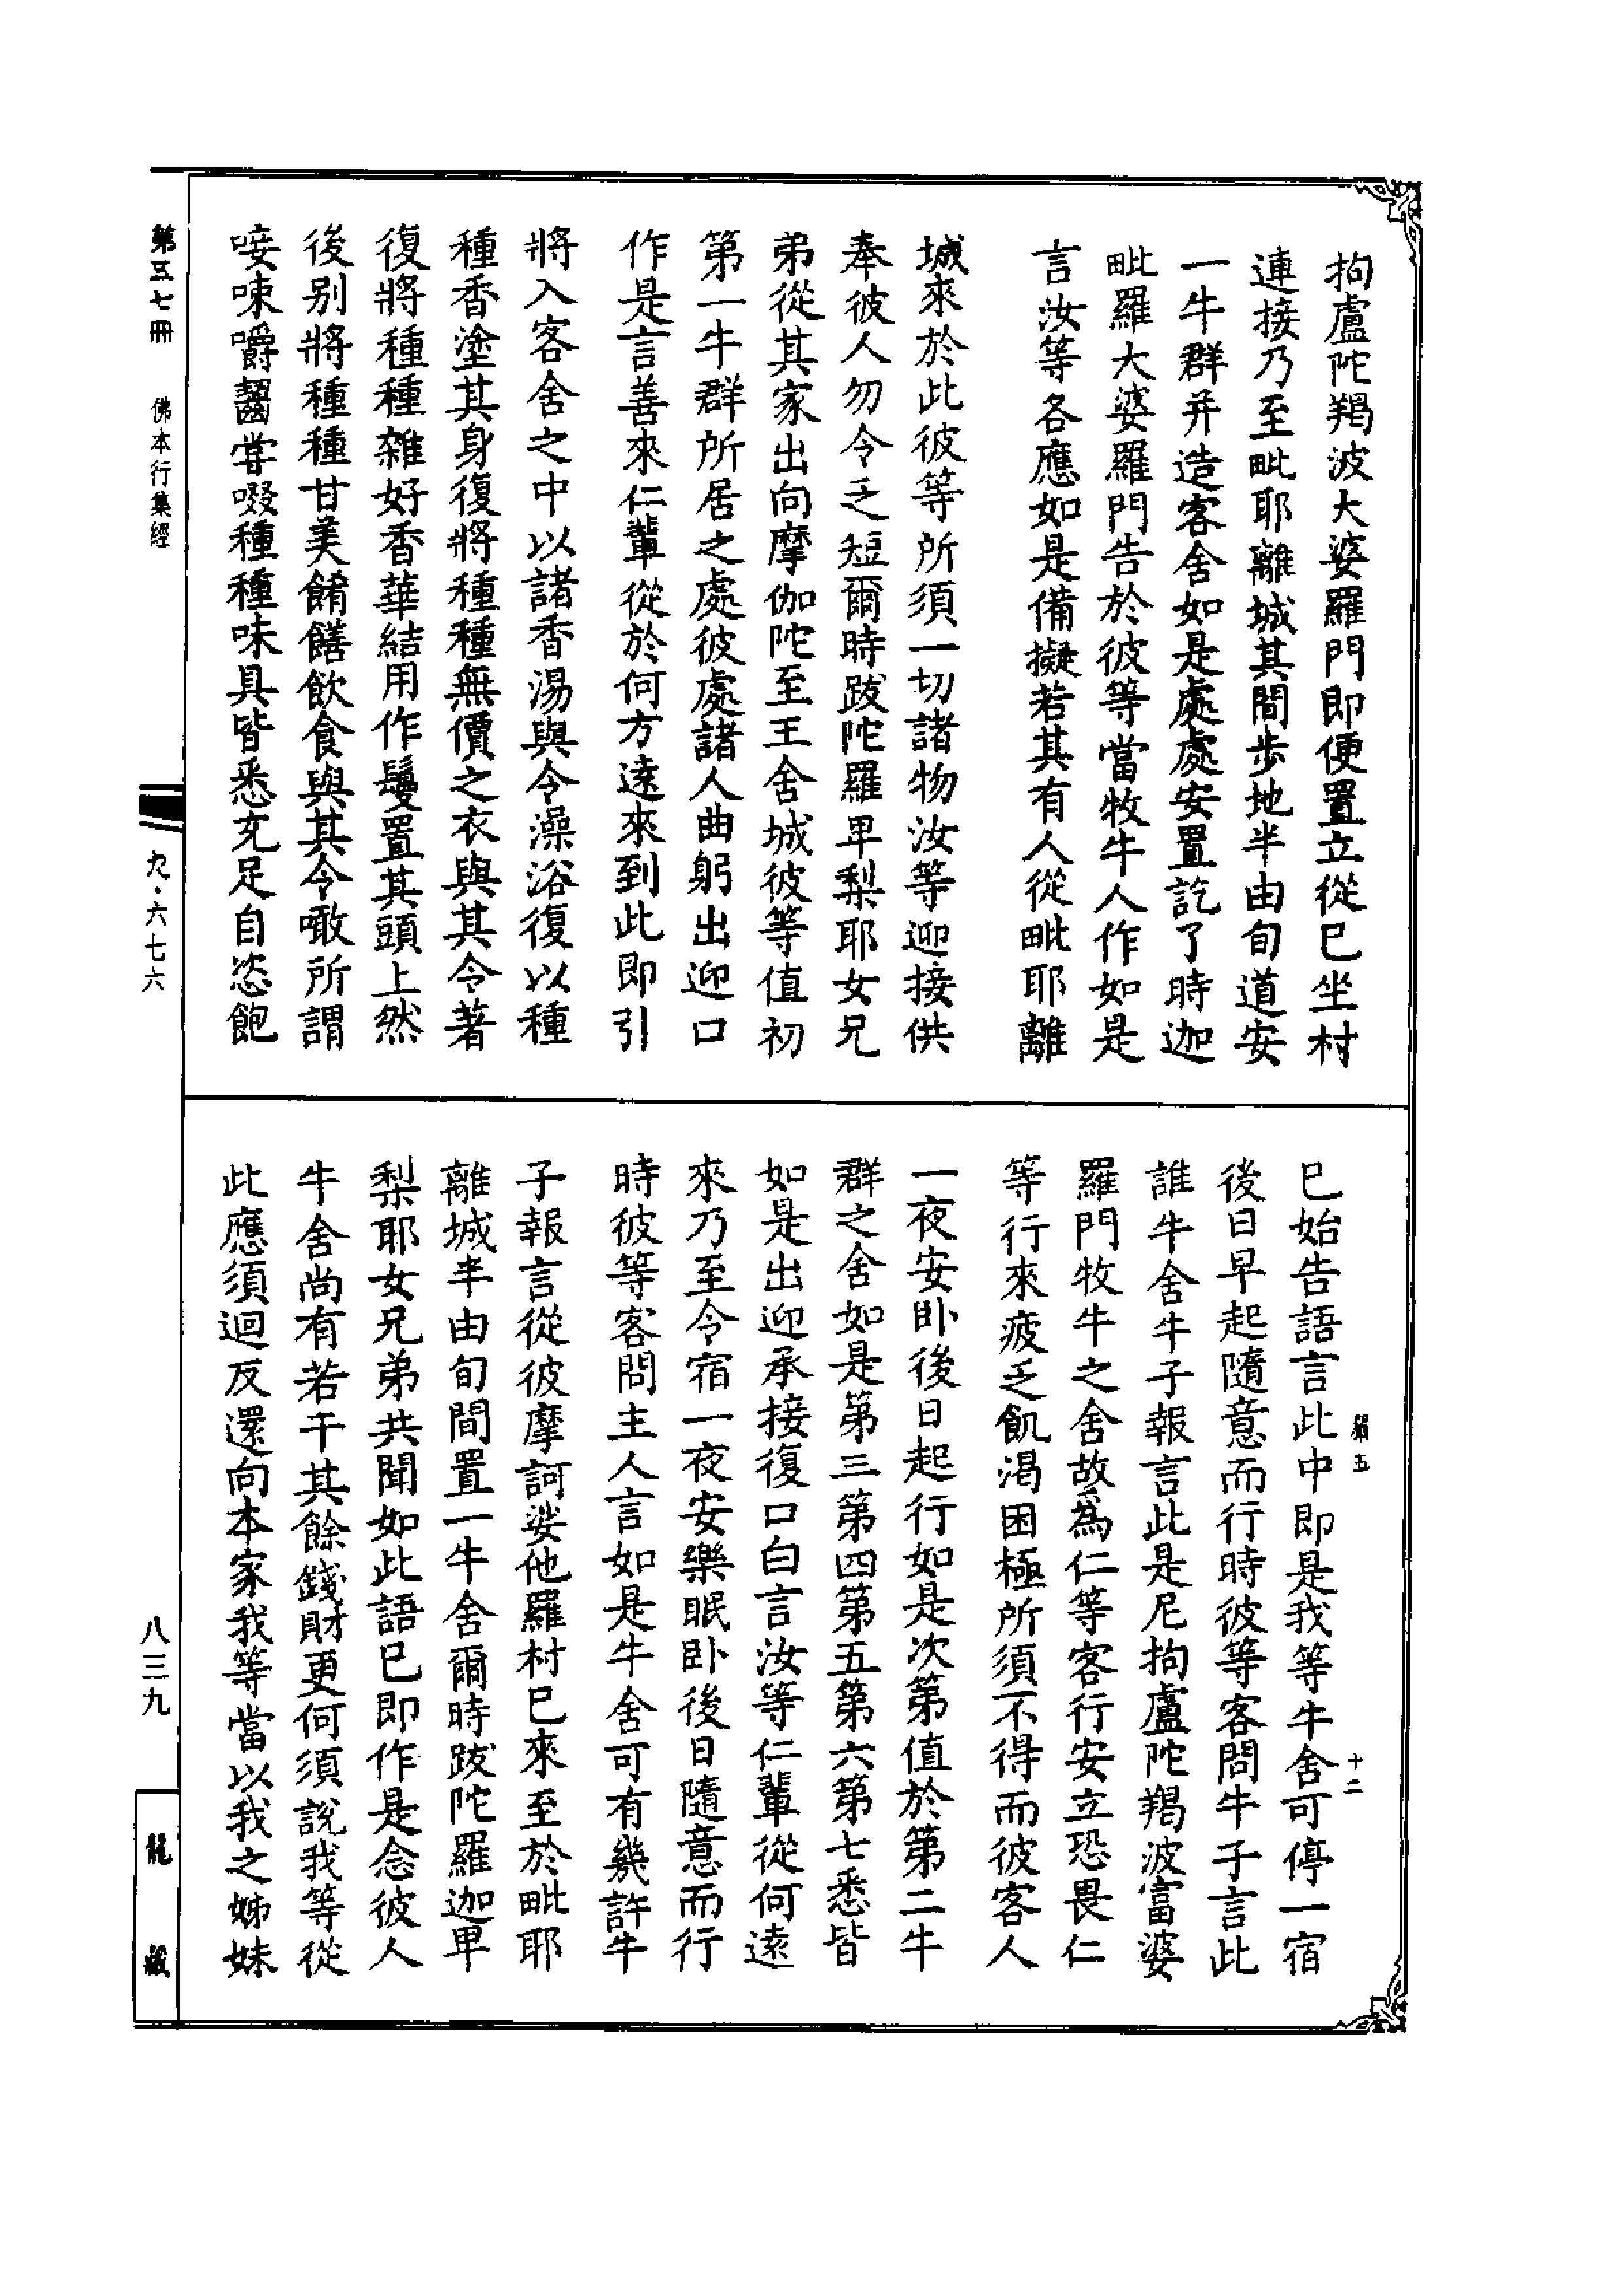 拘盧陀羯波大婆羅門即便置立從巳坐村
連接乃至毗耶離城其間步地半由旬道安
一牛群并造客舍如是處處安置訖了時迦
毗羅大婆羅門告於彼等當牧牛人作如是
言汝等各應如是備擬若其有人從毗耶離
城來於此彼等所須一切諸物汝等迎接供
奉彼人勿令乏短爾時跋陀羅早梨耶女兄
弟從其家出向摩伽陀至王舍城彼等值初
第一牛群所居之處彼處諸人曲躬出迎口
作是言善來仁輩從於何方逺來到此即引
將入客舍之中以諸香湯與令澡浴復以種
種香塗其身復將種種無價之衣與其令著
復將種種雜好香華結用作鬘置其頭上然
後別將種種甘美餚饍飲食與其令噉所謂
唼唻嚼齧甞啜種種味具皆悉充足自恣飽
巳始告語言此中即是我等牛舍可停一宿
後日早起隨意而行時彼等客問牛子言此
誰牛舍牛子報言此是尼拘盧陀羯波富婆
羅門牧牛之舍故為仁等客行安立恐畏仁
等行來疲乏飢渴困極所須不得而彼客人
一夜安卧後日起行如是次第值於第二牛
群之舍如是第三第四第五第六第七悉皆
如是出迎承接復口白言汝等仁輩從何逺
來乃至令宿一夜安樂眠卧後日隨意而行
時彼等客問主人言如是牛舍可有幾許牛
子報言從彼摩訶娑他羅村巳來至於毗耶
離城半由旬間置一牛舍爾時跋陀羅迦卑
梨耶女兄弟共聞如此語巳即作是念彼人
牛舍尚有若干其餘錢財更何須說我等從
此應須迴反還向本家我等當以我之姊妹
十二
第五七冊
佛本行集經
九·六七六
八三九
龍
藏